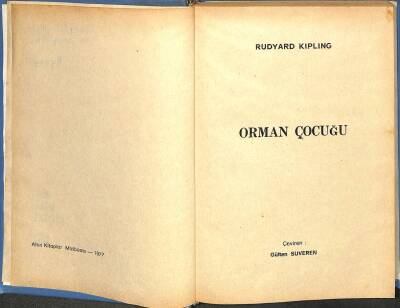 Altın Kitaplar Matbaası — 1977
RUDYARD KIPLING
ORMAN ÇOCUĞU
Çeviren :
Gülten SUVEREN